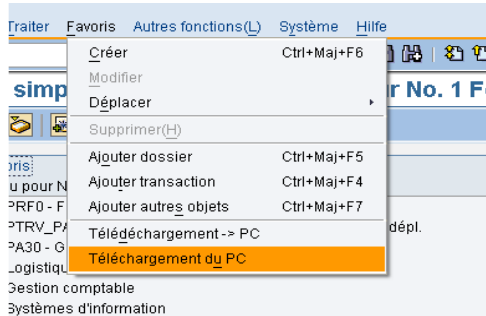 Traiter Favoris Autres fonctions(L) Système Hilfe
Créer Ctrl+Maj+F6
Modifier
Déplacer
simp r No. 1 F
Supprimer(H)
Ajouter dossier Ctrl+Maj+F5
oris
Ajouter transaction Ctrl+Maj+F4
u pour N
Ajouter autres objets Ctrl+Maj+F7
PRF0 - F
Télédéchargement -> PC
PTRV_PA dépl.
PA30 - G
Téléchargement du PC
Logistiqu
Gestion comptable
Systèmes d'information